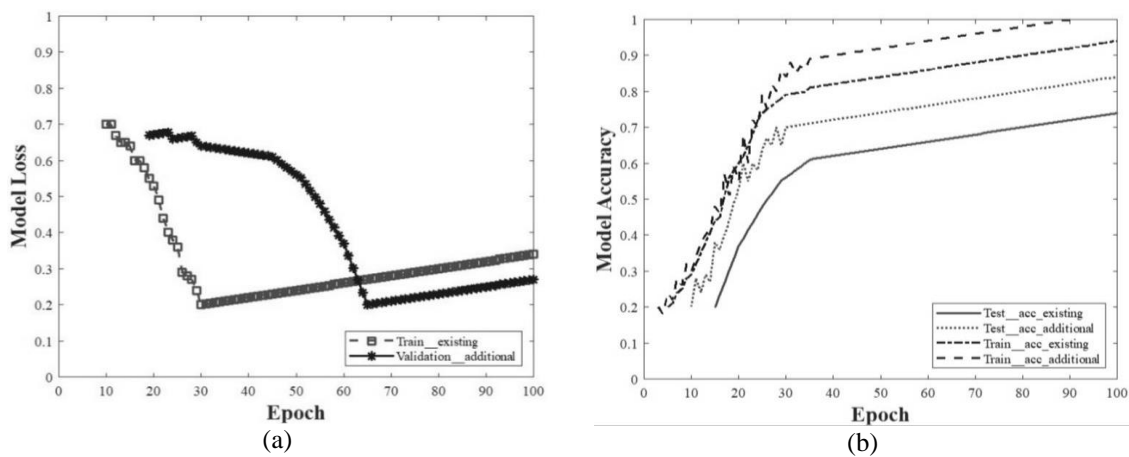 1
0.9
0.8
0.7
0.6
0.5
0.4
0.3
0.2
0.1
0
Model Loss
Train__existing
Validation__additional
0 10 20 30 40 50 60 70 80 90 100
Epoch
(a)
1
0.9
0.8
0.7
0.6
0.5
0.4
0.3
0.2
0.1
0
Model Accuracy
Test__acc_existing
Test__acc_additional
Train__acc_existing
Train__acc_additional
0 10 20 30 40 50 60 70 80 90 100
Epoch
(b)